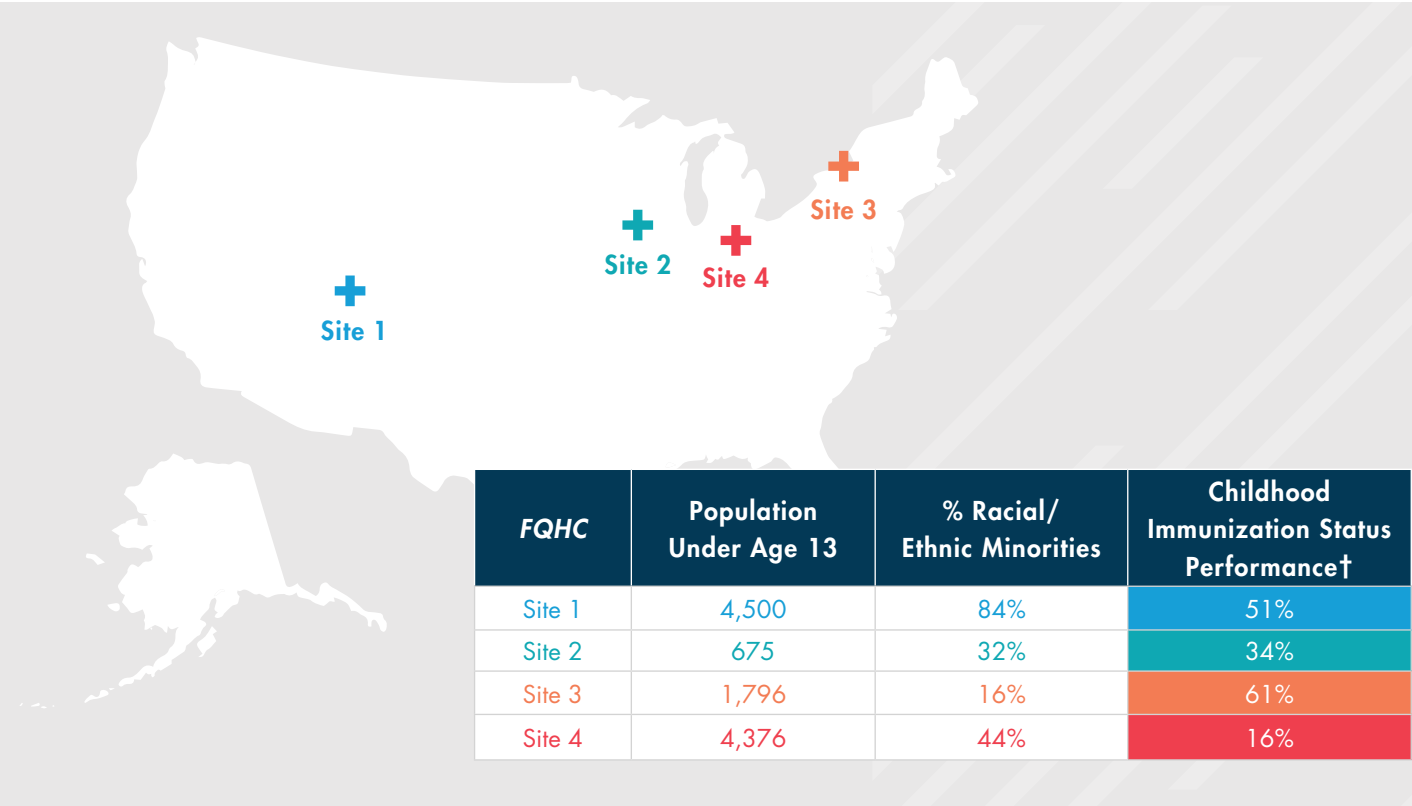 Site 3
Site 2
Site 4
Site 1
FQHC
Population
Under Age 13
% Racial/
Ethnic Minorities
Childhood
Immunization Status
Performance†
Site 1 4,500 84% 51%
Site 2 675 32% 34%
Site 3 1,796 16% 61%
Site 4 4,376 44% 16%